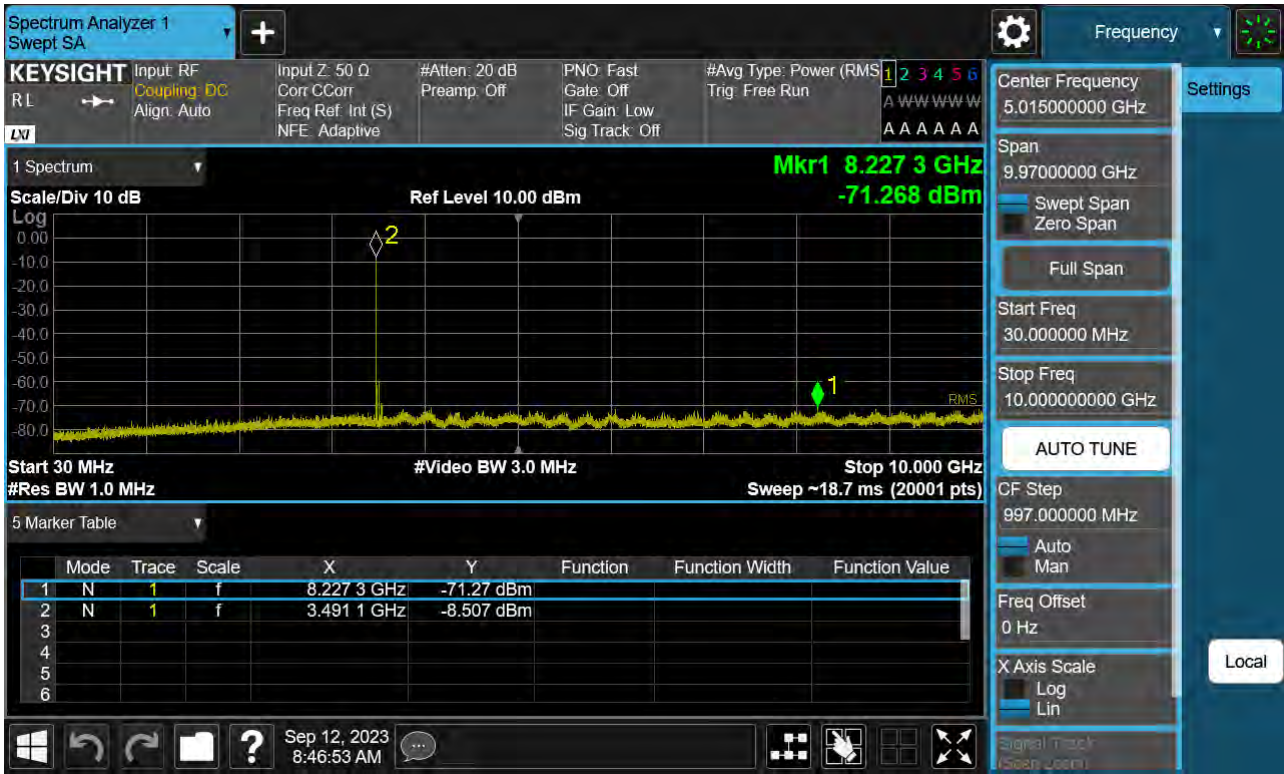 Spectrum Analyzer 1
Swept SA
+
Frequency
KEYSIGHT
RL
LXI
Input: RF
Coupling: DC
Align: Auto
Input Z: 50 Ω
Corr CCorr
Freq Ref: Int (S)
NFE: Adaptive
#Atten: 20 dB
Preamp: Off
PNO: Fast
Gate: Off
IF Gain: Low
Sig Track: Off
#Avg Type: Power (RMS
Trig: Free Run
1 2 3 4 5 6
A W W W W W
A A A A A A
1 Spectrum
Mkr1 8.227 3 GHz
Scale/Div 10 dB
Ref Level 10.00 dBm
-71.268 dBm
Log
0.00
-10.0
-20.0
-30.0
-40.0
-50.0
-60.0
-70.0
-80.0
2
1
RMS
Start 30 MHz
#Video BW 3.0 MHz
Stop 10.000 GHz
#Res BW 1.0 MHz
Sweep ~18.7 ms (20001 pts)
5 Marker Table
Mode Trace Scale X Y Function Function Width Function Value
1 N 1 f 8.227 3 GHz -71.27 dBm
2 N 1 f 3.491 1 GHz -8.507 dBm
3
4
5
6
Center Frequency
5.015000000 GHz
Span
9.97000000 GHz
Swept Span
Zero Span
Full Span
Start Freq
30.000000 MHz
Stop Freq
10.000000000 GHz
AUTO TUNE
CF Step
997.000000 MHz
Auto
Man
Freq Offset
0 Hz
X Axis Scale
Log
Lin
Signal Track
(Span Zoom)
Settings
Local
?
Sep 12, 2023
8:46:53 AM